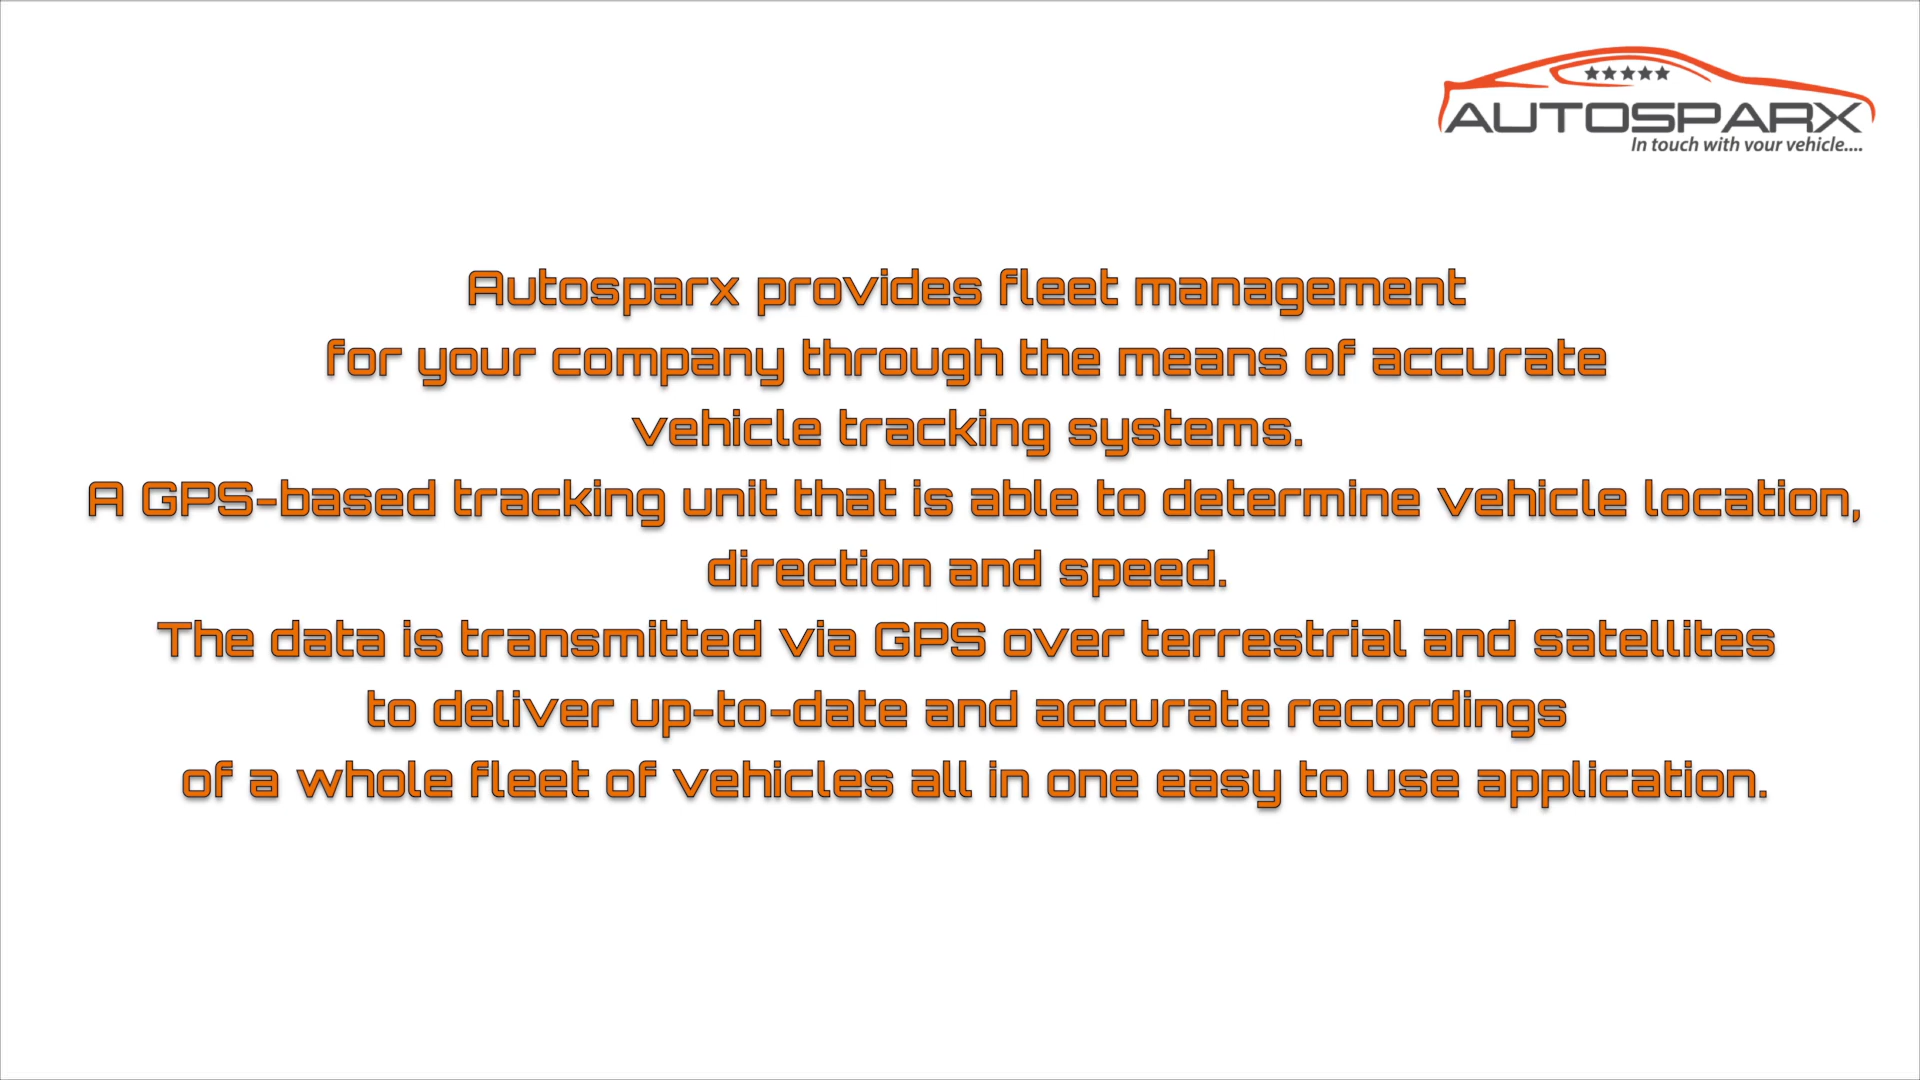 AUTOSPARX
In touch with your vehicle....
Autosparx provides fleet management
for your company through the means of accurate
vehicle tracking systems.
A GPS-based tracking unit that is able to determine vehicle location,
direction and speed.
The data is transmitted via GPS over terrestrial and satellites
to deliver up-to-date and accurate recordings
of a whole fleet of vehicles all in one easy to use application.